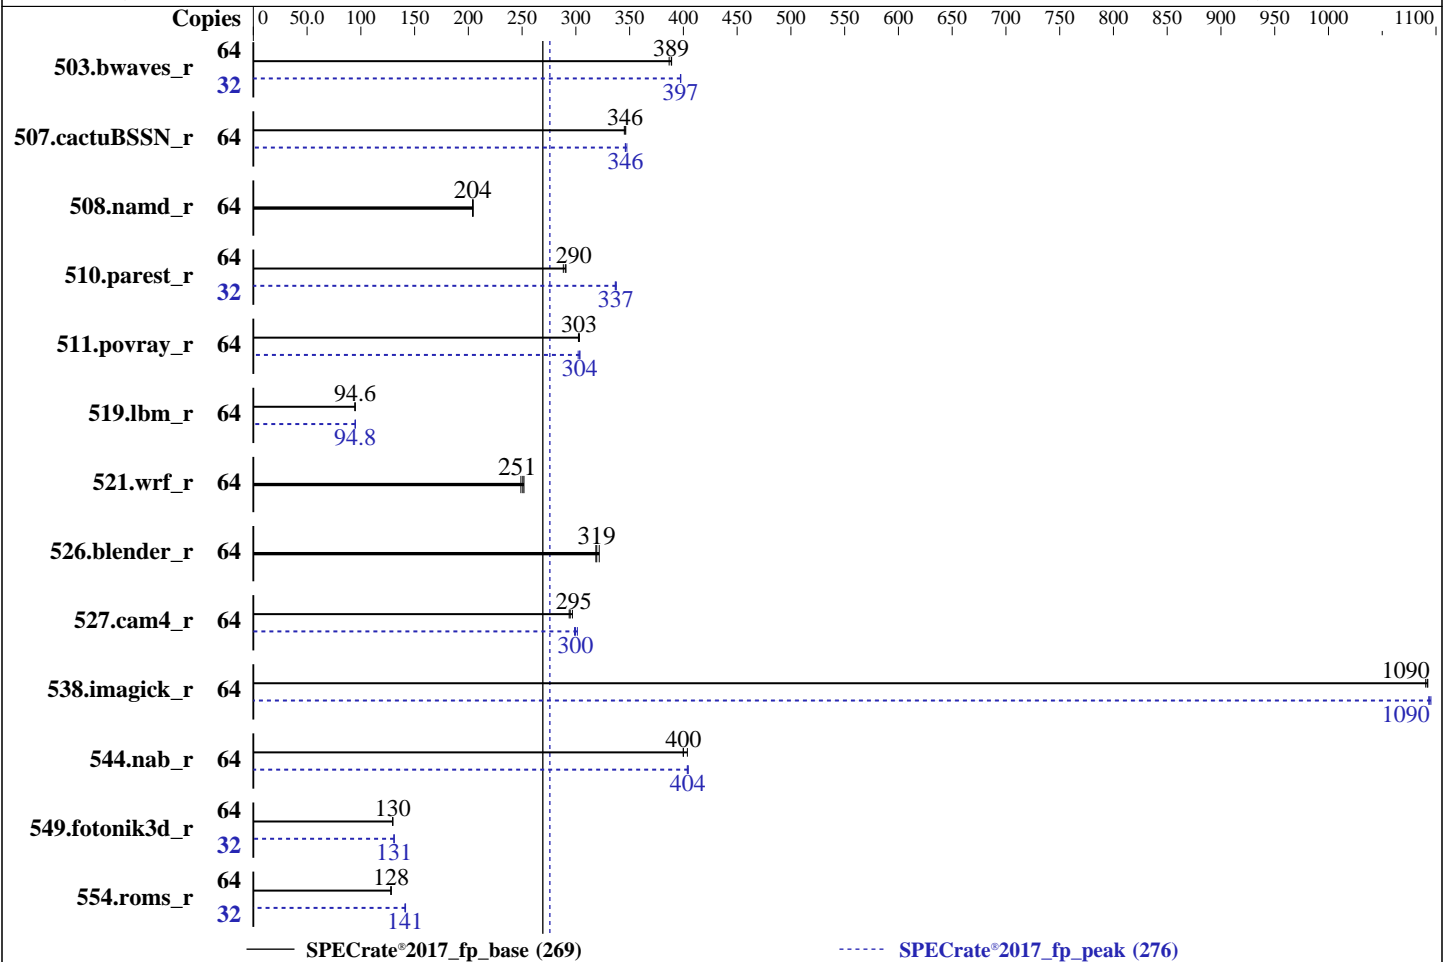 Copies 0 50.0 100 150 200 250 300 350 400 450 500 550 600 650 700 750 800 850 900 950 1000 1100
503.bwaves_r 64 389
32 397
507.cactuBSSN_r 64 346
346
508.namd_r 64 204
510.parest_r 64 290
32 337
511.povray_r 64 303
304
519.lbm_r 64 94.6
94.8
521.wrf_r 64 251
526.blender_r 64 319
527.cam4_r 64 295
300
538.imagick_r 64 1090
1090
544.nab_r 64 400
404
549.fotonik3d_r 64 130
32 131
554.roms_r 64 128
32 141
SPECrate®2017_fp_base (269) SPECrate®2017_fp_peak (276)